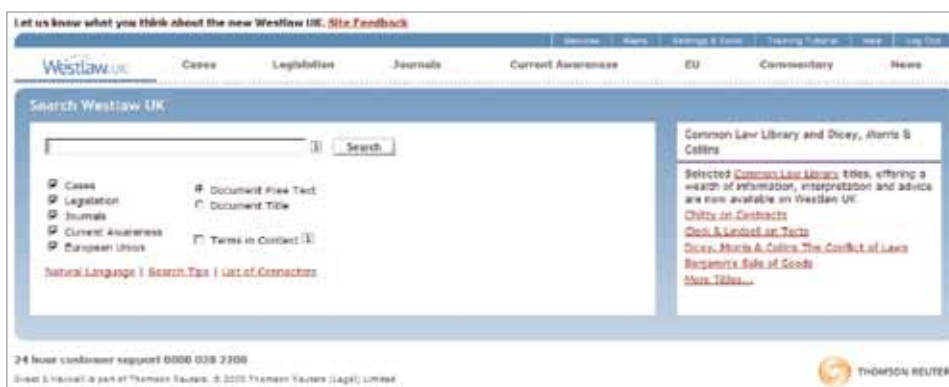 Let us know what you think about the new Westlaw UK. Site Feedback
Services | Alerts | Settings & Tools | Training Tutorial | Help | Log Out
Westlaw.UK Cases Legislation Journals Current Awareness EU Commentary News
Search Westlaw UK
Search
Cases
Legislation
Journals
Current Awareness
European Union
Document Free Text
Document Title
Terms in Context
Natural Language | Search Tips | List of Connectors
Common Law Library and Dicey, Morris &
Collins
Selected Common Law Library titles, offering a
wealth of information, interpretation and advice
are now available on Westlaw UK
Chitty on Contracts
Clerk & Lindsell on Torts
Dicey, Morris & Collins The Conflict of Laws
Benjamin's Sale of Goods
More Titles...
24 hour customer support
Sweet & Maxwell is part of Thomson Reuters. © Thomson Reuters (Legal) Limited
THOMSON REUTER